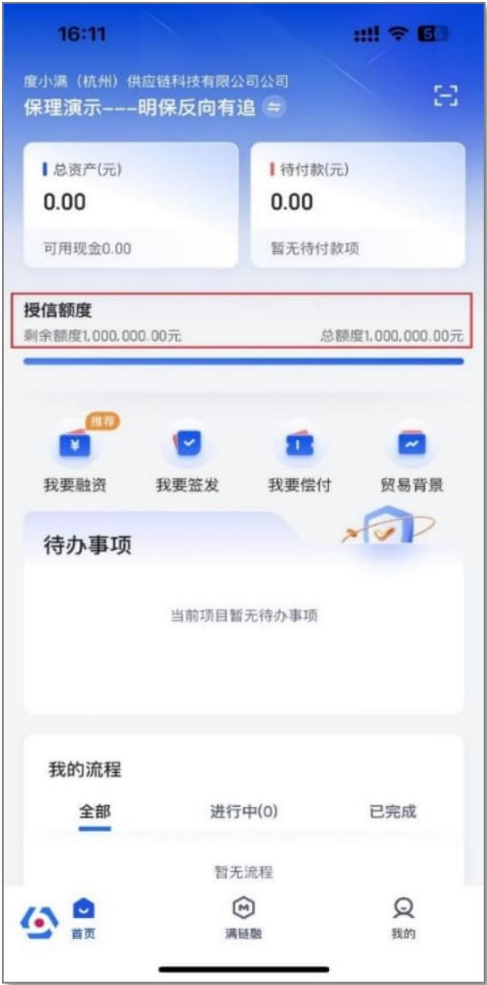 16:11
度小满（杭州）供应链科技有限公司公司
保理演示---明保反向有追
总资产(元)
待付款(元)
0.00
0.00
可用现金0.00
暂无待付款项
授信额度
剩余额度1,000,000.00元
总额度1,000,000.00元
推荐
我要融资
我要签发
我要偿付
贸易背景
待办事项
当前项目暂无待办事项
我的流程
全部
进行中(0)
已完成
暂无流程
首页
满链融
我的